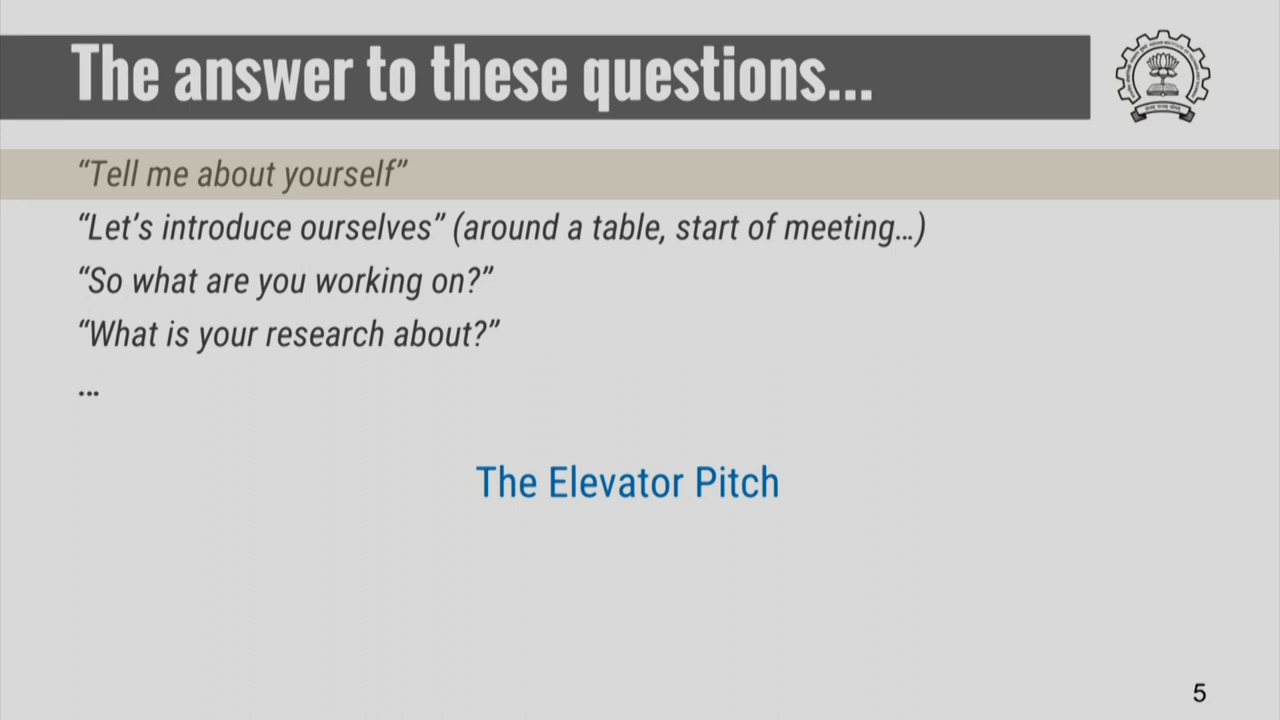 The answer to these questions...
“Tell me about yourself”
“Let’s introduce ourselves” (around a table, start of meeting…)
“So what are you working on?”
“What is your research about?”
…
The Elevator Pitch
5